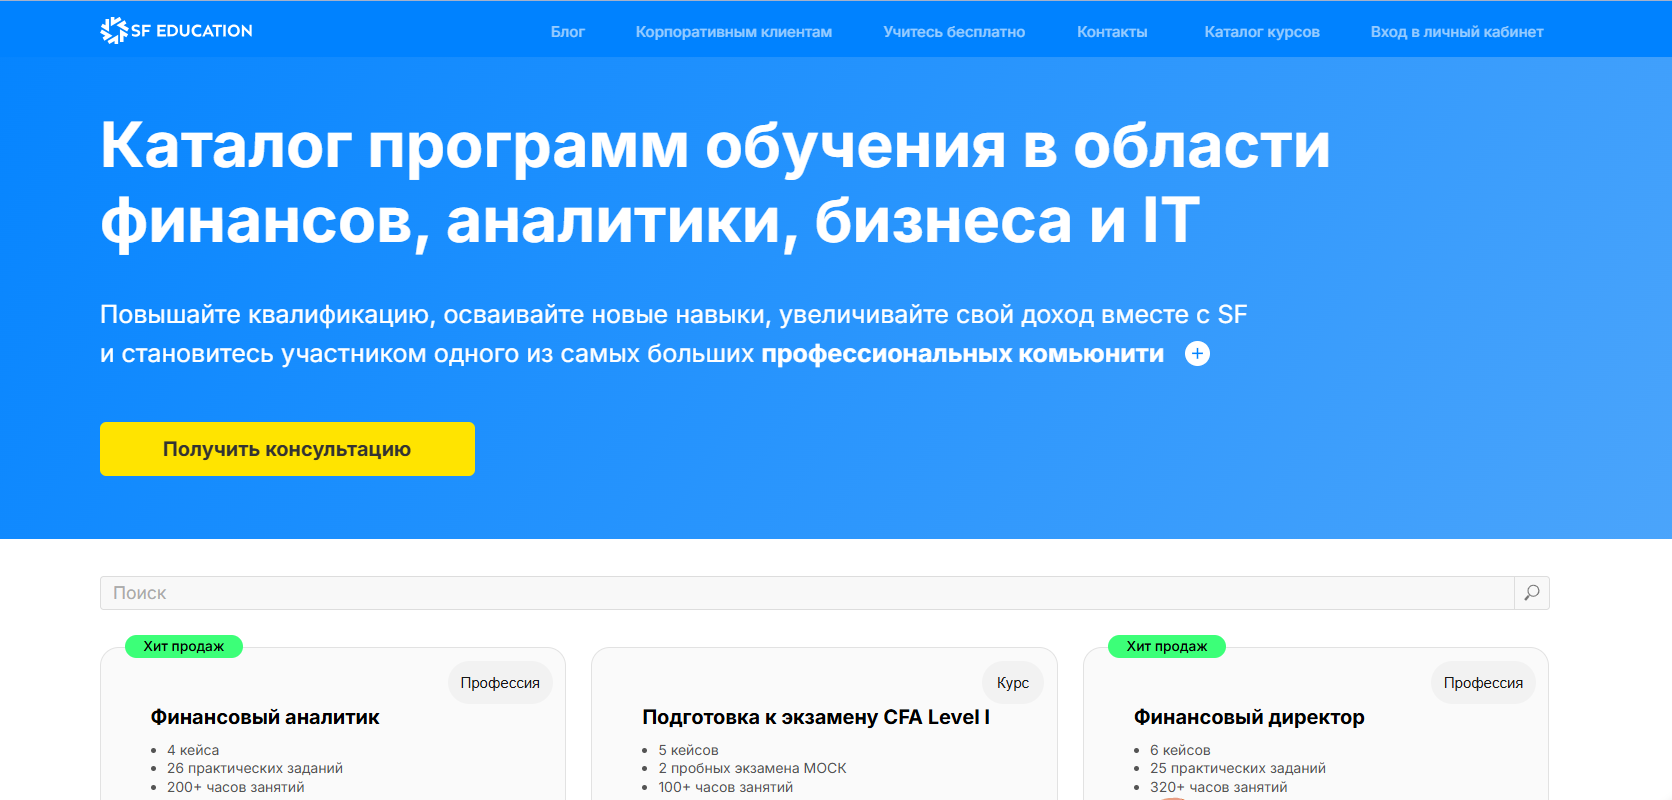 SF EDUCATION
Блог
Корпоративным клиентам
Учитесь бесплатно
Контакты
Каталог курсов
Вход в личный кабинет
Каталог программ обучения в области
финансов, аналитики, бизнеса и IT
Повышайте квалификацию, осваивайте новые навыки, увеличивайте свой доход вместе с SF
и становитесь участником одного из самых больших профессиональных комьюнити
Получить консультацию
Поиск
Хит продаж
Профессия
Финансовый аналитик
• 4 кейса
• 26 практических заданий
• 200+ часов занятий
Курс
Подготовка к экзамену CFA Level I
• 5 кейсов
• 2 пробных экзамена МОСК
• 100+ часов занятий
Хит продаж
Профессия
Финансовый директор
• 6 кейсов
• 25 практических заданий
• 320+ часов занятий